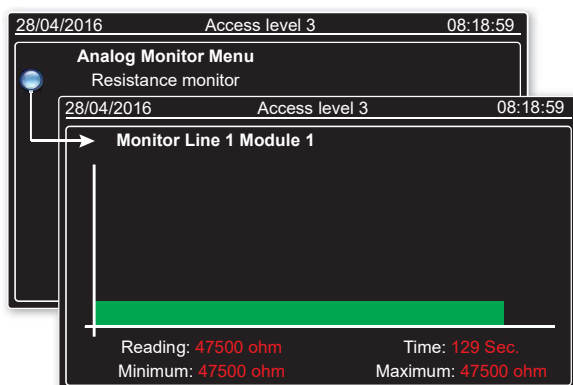 28/04/2016 Access level 3 08:18:59
Analog Monitor Menu
Resistance monitor
28/04/2016 Access level 3 08:18:59
Monitor Line 1 Module 1
Reading: 47500 ohm Time: 129 Sec.
Minimum: 47500 ohm Maximum: 47500 ohm